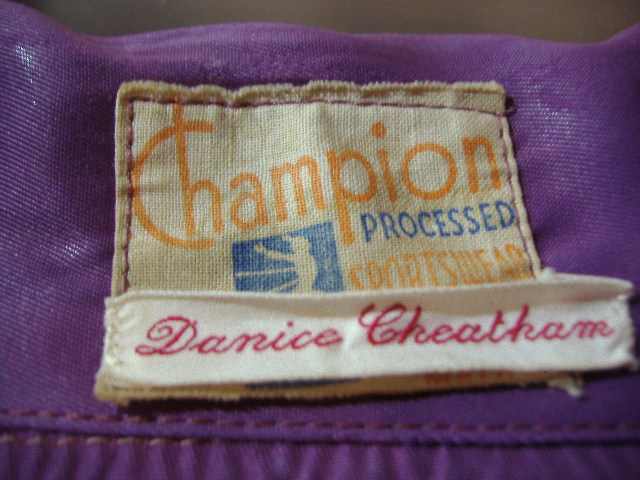 Champion
PROCESSED
SPORTSWEAR
Danice Cheatham